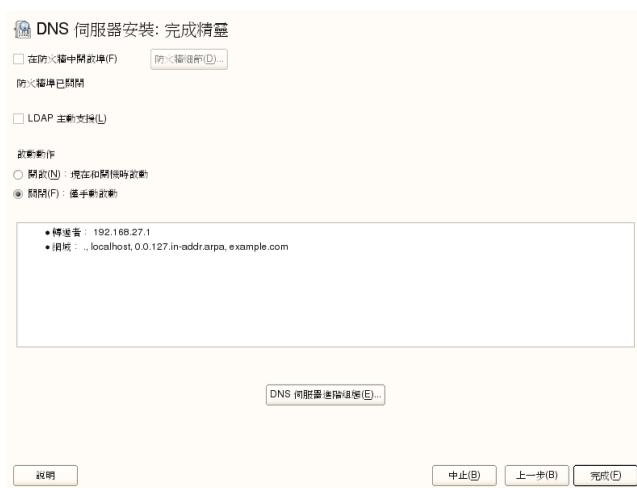 DNS 伺服器安裝: 完成精靈
在防火牆中開啟埠(F) 防火牆細節(D)...
防火牆埠已關閉
LDAP 主動支援(L)
啟動動作
開啟(N)：現在和開機時啟動
關閉(F)：僅手動啟動
●轉遞者： 192.168.27.1
●網域： ., localhost, 0.0.127.in-addr.arpa, example.com
DNS 伺服器進階組態(E)...
說明 中止(B) 上一步(B) 完成(F)